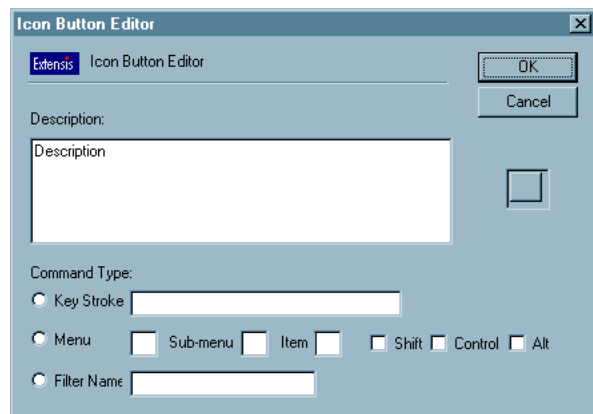 Icon Button Editor
Extensis Icon Button Editor
OK
Cancel
Description:
Description
Command Type:
Key Stroke
Menu Sub-menu Item Shift Control Alt
Filter Name